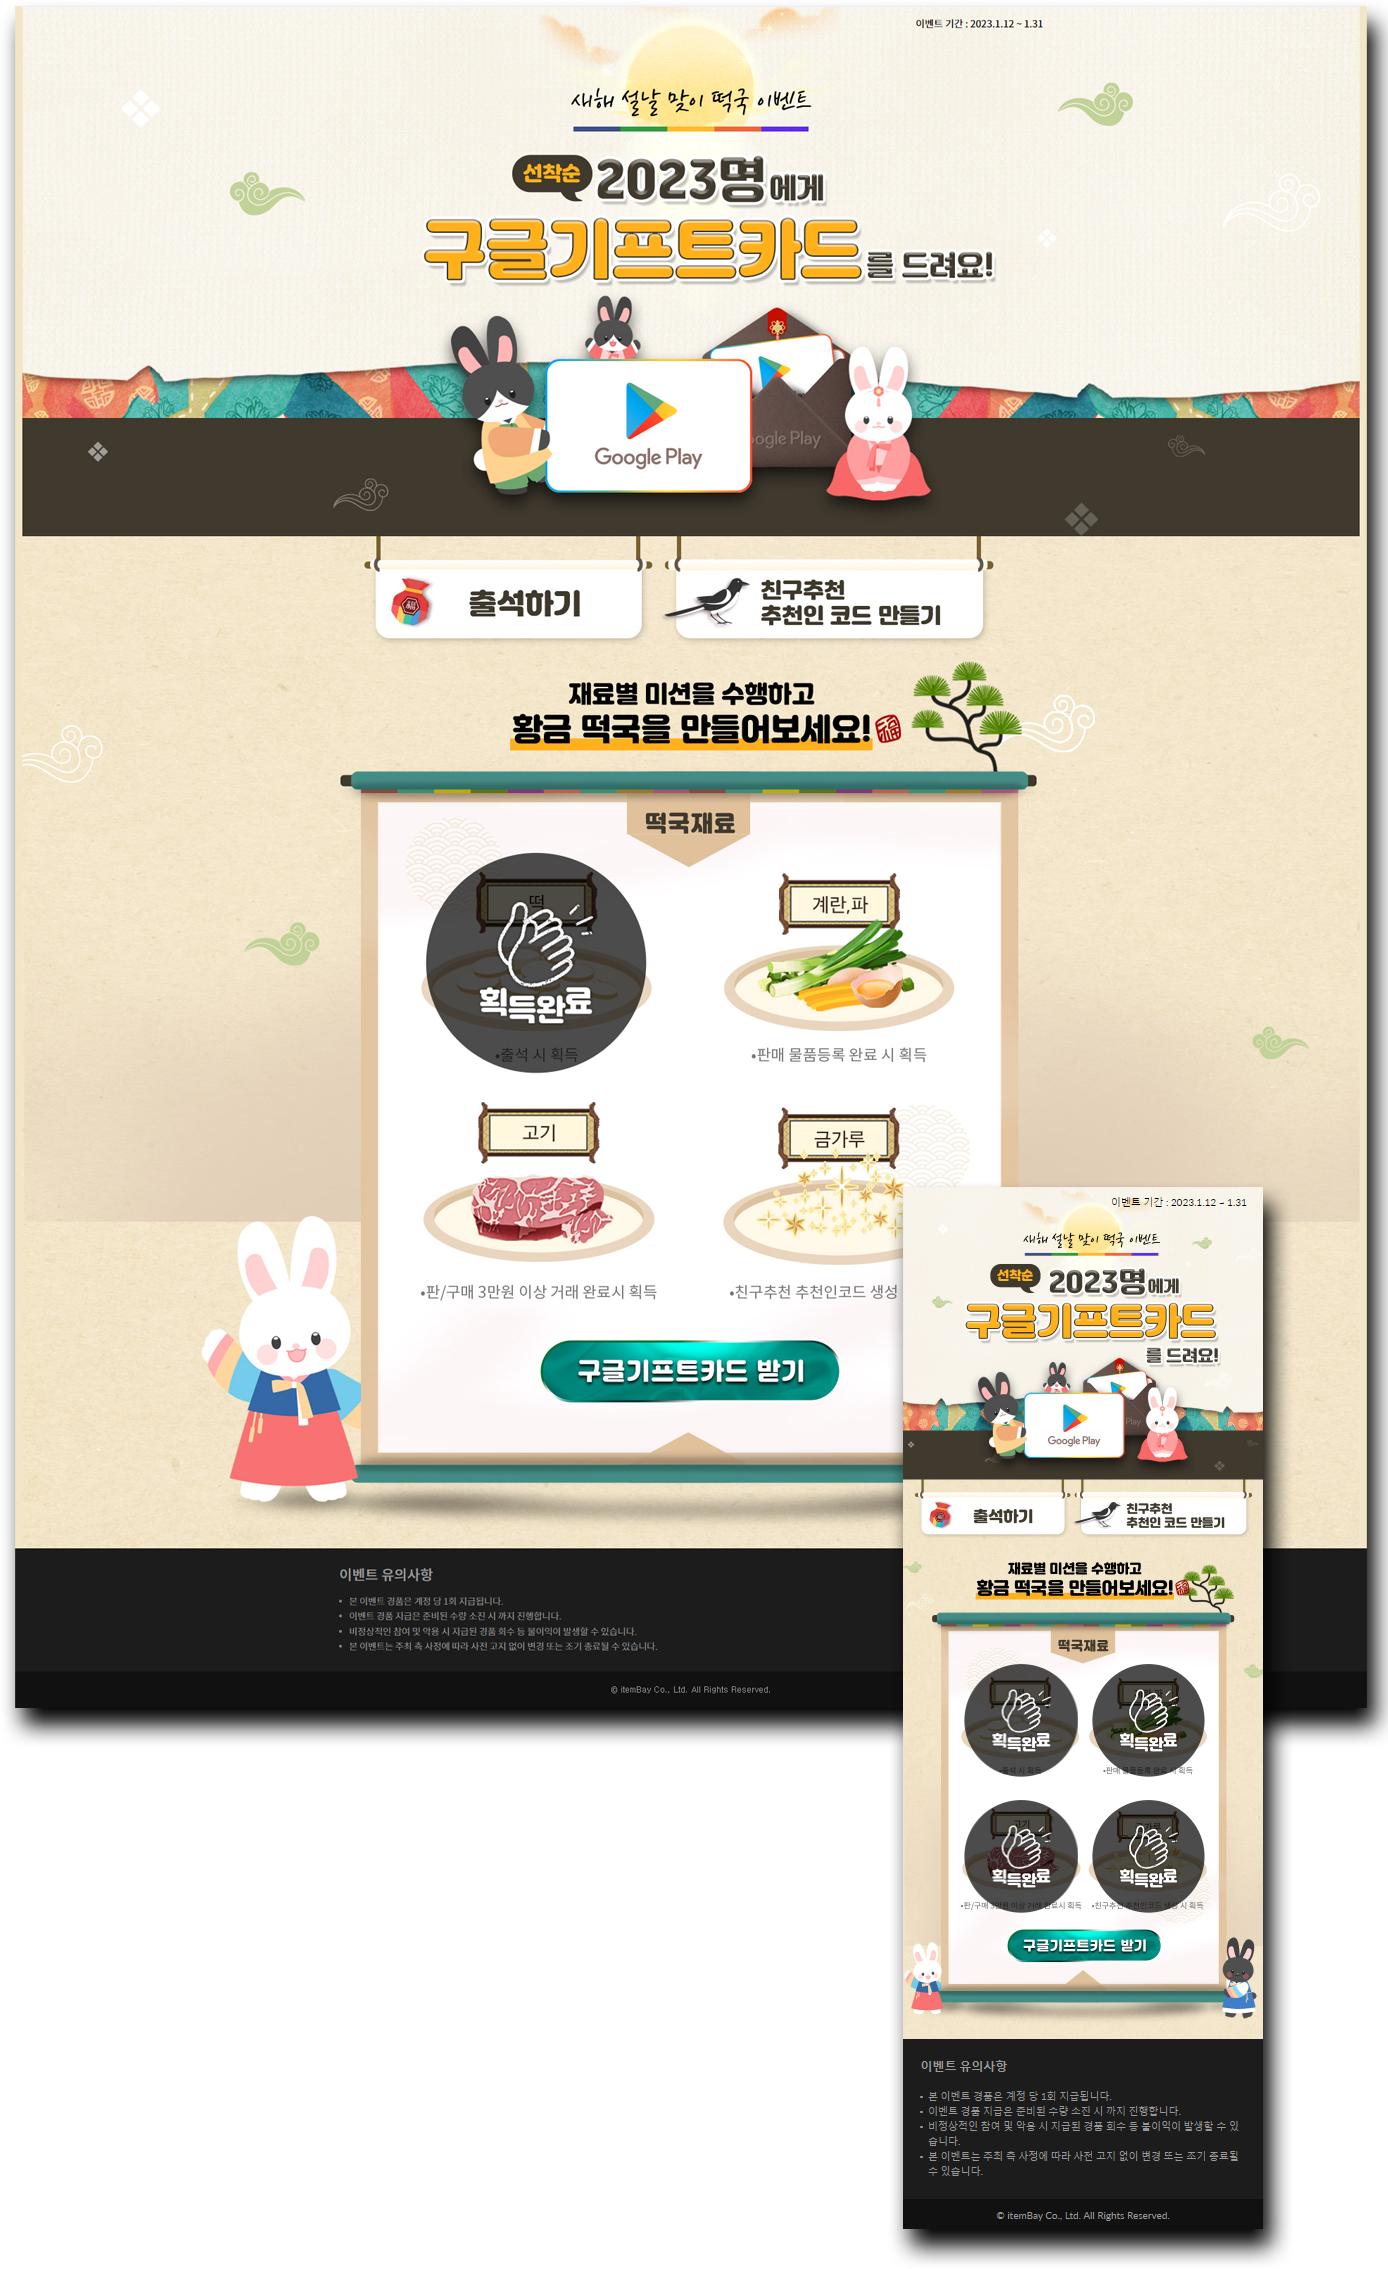 이벤트 기간 : 2023.1.12 ~ 1.31
새해 설날 맞이 떡국 이벤트
선착순 2023명에게
구글기프트카드를 드려요!
Google Play
ogle Play
출석하기
친구추천
추천인 코드 만들기
재료별 미션을 수행하고
황금 떡국을 만들어보세요!
福
떡국재료
떡
계란,파
획득완료
•출석 시 획득
•판매 물품등록 완료 시 획득
고기
금가루
•판/구매 3만원 이상 거래 완료시 획득
•친구추천 추천인코드 생성
구글기프트카드 받기
이벤트 유의사항
• 본 이벤트 경품은 계정 당 1회 지급됩니다.
• 이벤트 경품 지급은 준비된 수량 소진 시 까지 진행합니다.
• 비정상적인 참여 및 악용 시 지급된 경품 회수 등 불이익이 발생할 수 있습니다.
• 본 이벤트는 주최 측 사정에 따라 사전 고지 없이 변경 또는 조기 종료될 수 있습니다.
© itemBay Co., Ltd. All Rights Reserved.
이벤트 기간 : 2023.1.12 ~ 1.31
새해 설날 맞이 떡국 이벤트
선착순 2023명에게
구글기프트카드
를 드려요!
Google Play
Play
출석하기
친구추천
추천인 코드 만들기
재료별 미션을 수행하고
황금 떡국을 만들어보세요!
福
떡국재료
획득완료
획득완료
•출석 시 획득
•판매 물품등록 완료 시 획득
고기
획득완료
획득완료
•판/구매 3만원 이상 거래 완료시 획득
•친구추천 추천인코드 생성 시 획득
구글기프트카드 받기
이벤트 유의사항
• 본 이벤트 경품은 계정 당 1회 지급됩니다.
• 이벤트 경품 지급은 준비된 수량 소진 시 까지 진행합니다.
• 비정상적인 참여 및 악용 시 지급된 경품 회수 등 불이익이 발생할 수 있
습니다.
• 본 이벤트는 주최 측 사정에 따라 사전 고지 없이 변경 또는 조기 종료될
수 있습니다.
© itemBay Co., Ltd. All Rights Reserved.